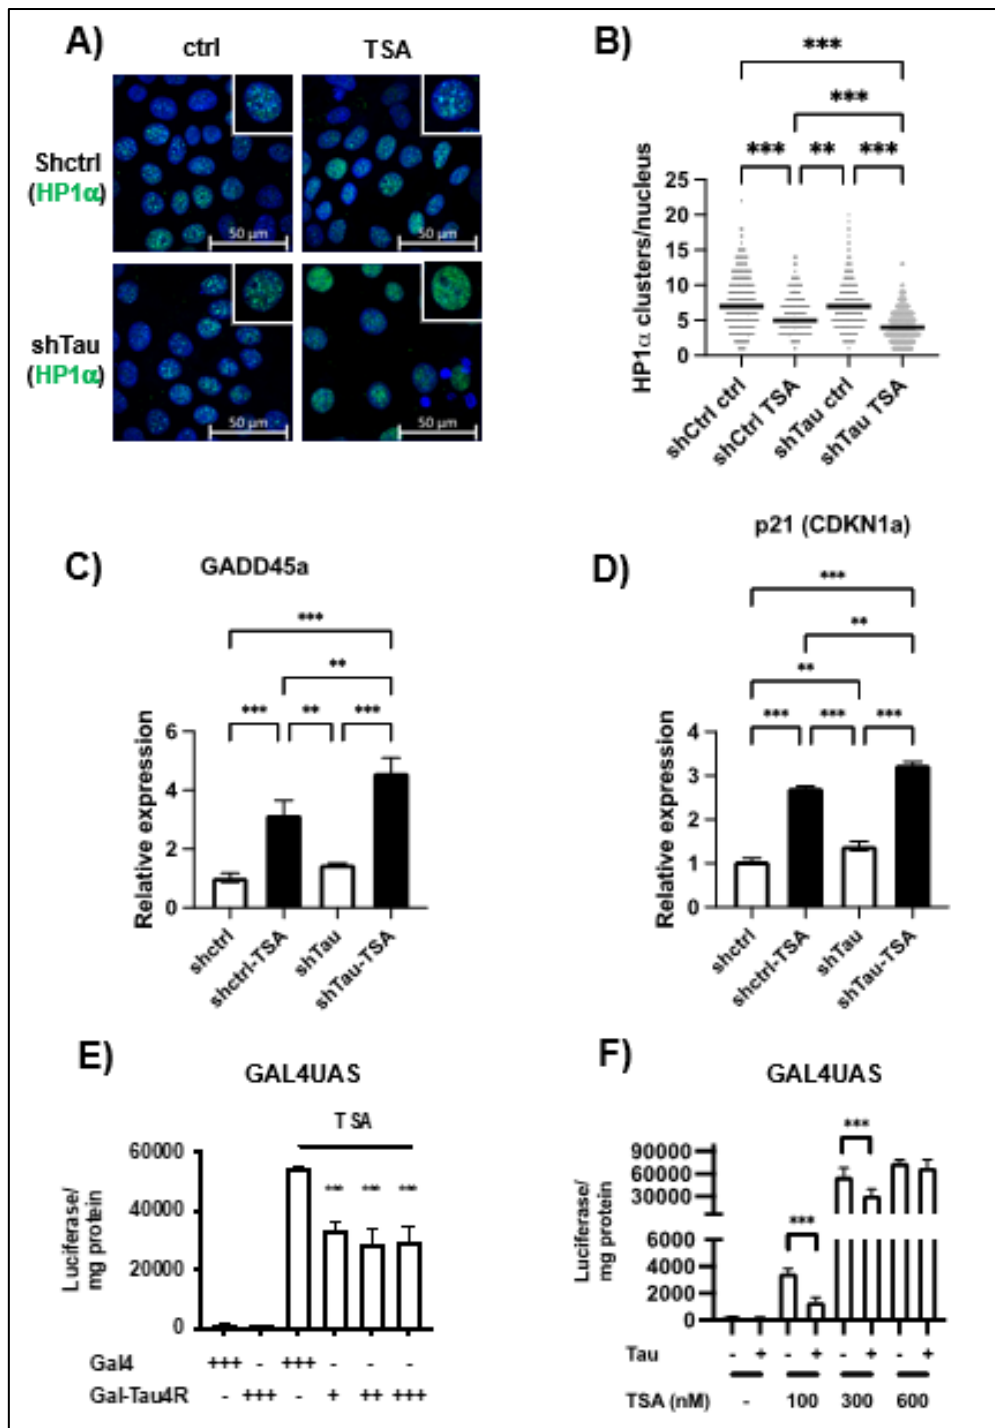 A)
ctrl
TSA
Shctrl
(HP1α)
50 µm
50 µm
shTau
(HP1α)
50 µm
50 µm
B)
***
***
*** ** ***
HP1α clusters/nucleus
25
20
15
10
5
0
shCtrl ctrl
shCtrl TSA
shTau ctrl
shTau TSA
C)
GADD45a
***
**
*** ** ***
Relative expression
6
4
2
0
shctrl
shctrl-TSA
shTau
shTau-TSA
p21 (CDKN1a)
D)
***
**
**
*** *** ***
Relative expression
4
3
2
1
0
shctrl
shctrl-TSA
shTau
shTau-TSA
E)
GAL4UAS
TSA
*** *** ***
Luciferase/
mg protein
60000
40000
20000
0
Gal4 +++ - +++ - - -
Gal-Tau4R - +++ - + ++ +++
F)
GAL4UAS
***
***
Luciferase/
mg protein
90000
60000
30000
6000
4000
2000
0
Tau - + - + - + - +
TSA (nM) - 100 300 600